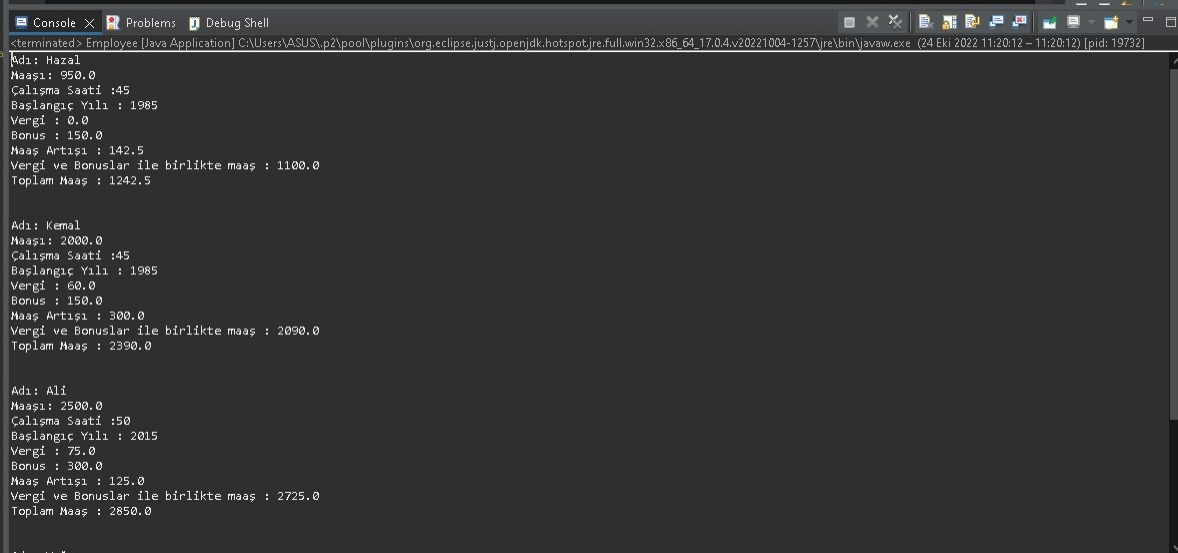 Console Problems Debug Shell
<terminated> Employee [Java Application] C:\Users\ASUS\.p2\pool\plugins\org.eclipse.justj.openjdk.hotspot.jre.full.win32.x86_64_17.0.4.v20221004-1257\jre\bin\javaw.exe (24 Eki 2022 11:20:12 – 11:20:12) [pid: 19732]
Adı: Hazal
Maaşı: 950.0
Çalışma Saati :45
Başlangıç Yılı : 1985
Vergi : 0.0
Bonus : 150.0
Maaş Artışı : 142.5
Vergi ve Bonuslar ile birlikte maaş : 1100.0
Toplam Maaş : 1242.5
Adı: Kemal
Maaşı: 2000.0
Çalışma Saati :45
Başlangıç Yılı : 1985
Vergi : 60.0
Bonus : 150.0
Maaş Artışı : 300.0
Vergi ve Bonuslar ile birlikte maaş : 2090.0
Toplam Maaş : 2390.0
Adı: Ali
Maaşı: 2500.0
Çalışma Saati :50
Başlangıç Yılı : 2015
Vergi : 75.0
Bonus : 300.0
Maaş Artışı : 125.0
Vergi ve Bonuslar ile birlikte maaş : 2725.0
Toplam Maaş : 2850.0